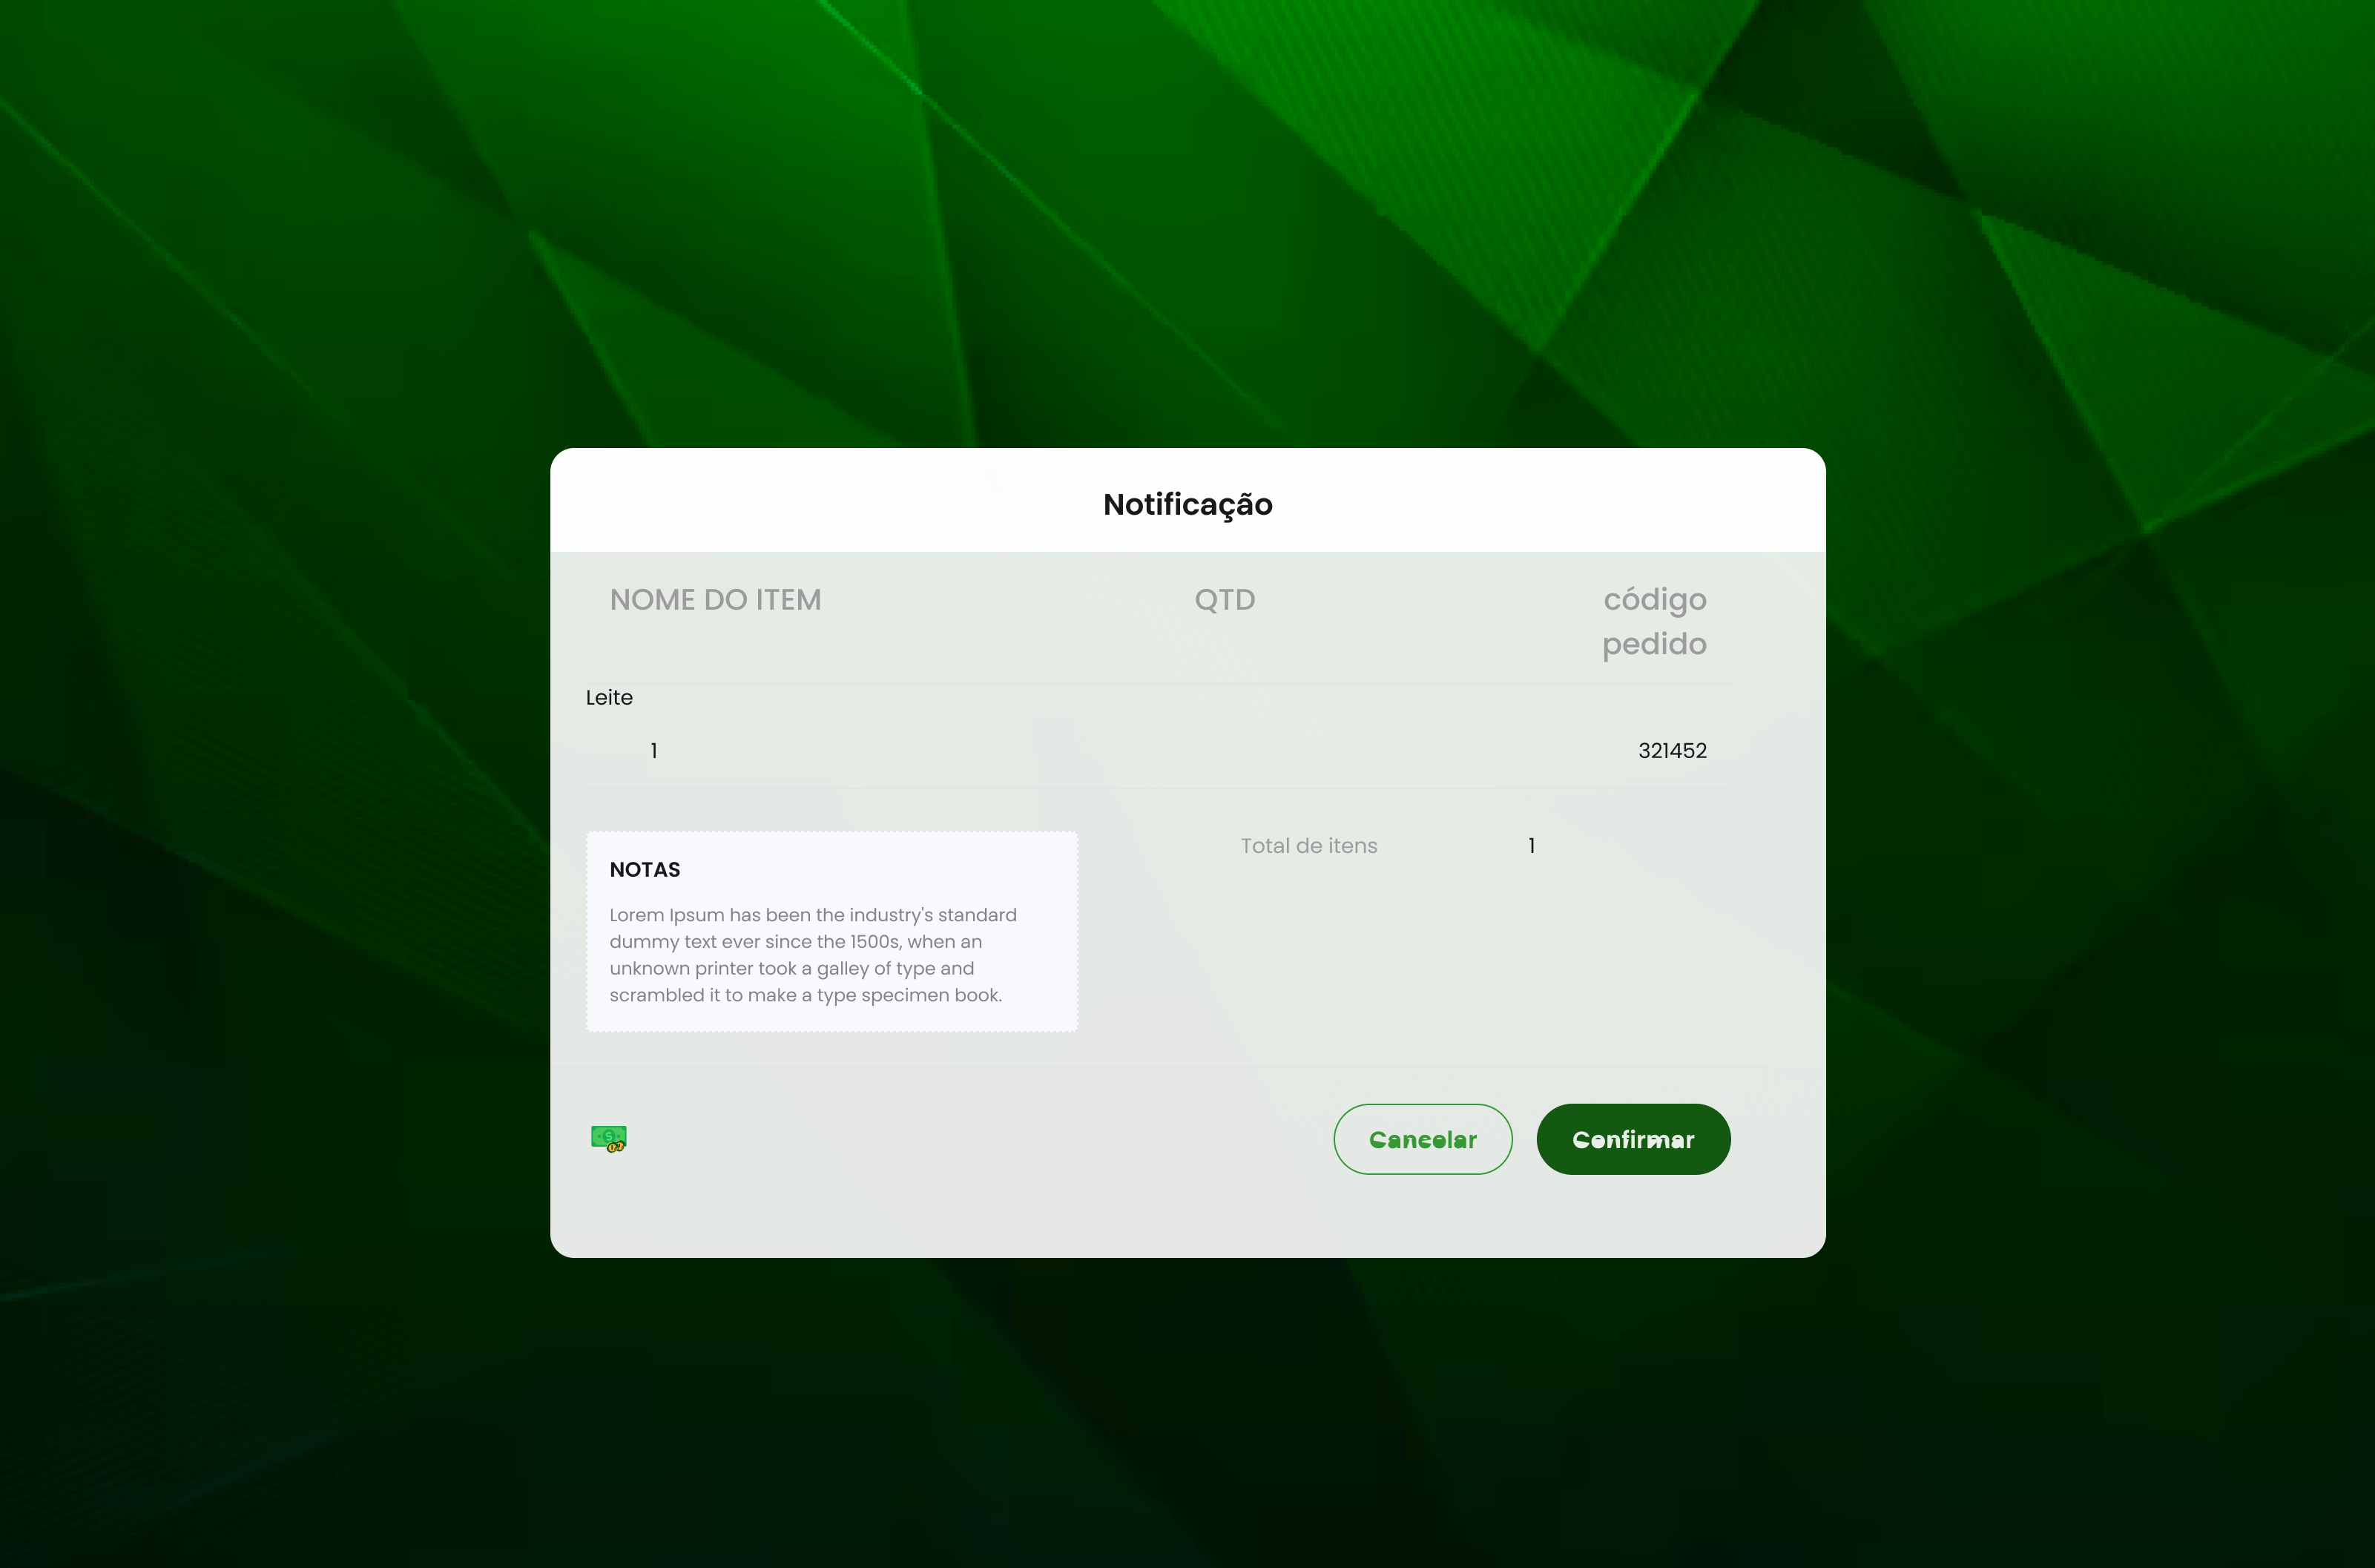 Notificação
NOME DO ITEM QTD código
pedido
Leite
1 321452
Total de itens 1
NOTAS
Lorem Ipsum has been the industry's standard
dummy text ever since the 1500s, when an
unknown printer took a galley of type and
scrambled it to make a type specimen book.
Cancelar Confirmar